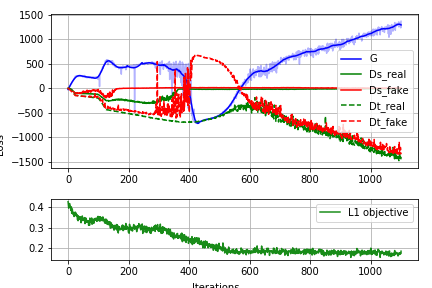 1500
1000
500
0
−500
−1000
−1500
Loss
G
Ds_real
Ds_fake
Dt_real
Dt_fake
0 200 400 600 800 1000
0.4
0.3
0.2
L1 objective
0 200 400 600 800 1000
Iterations